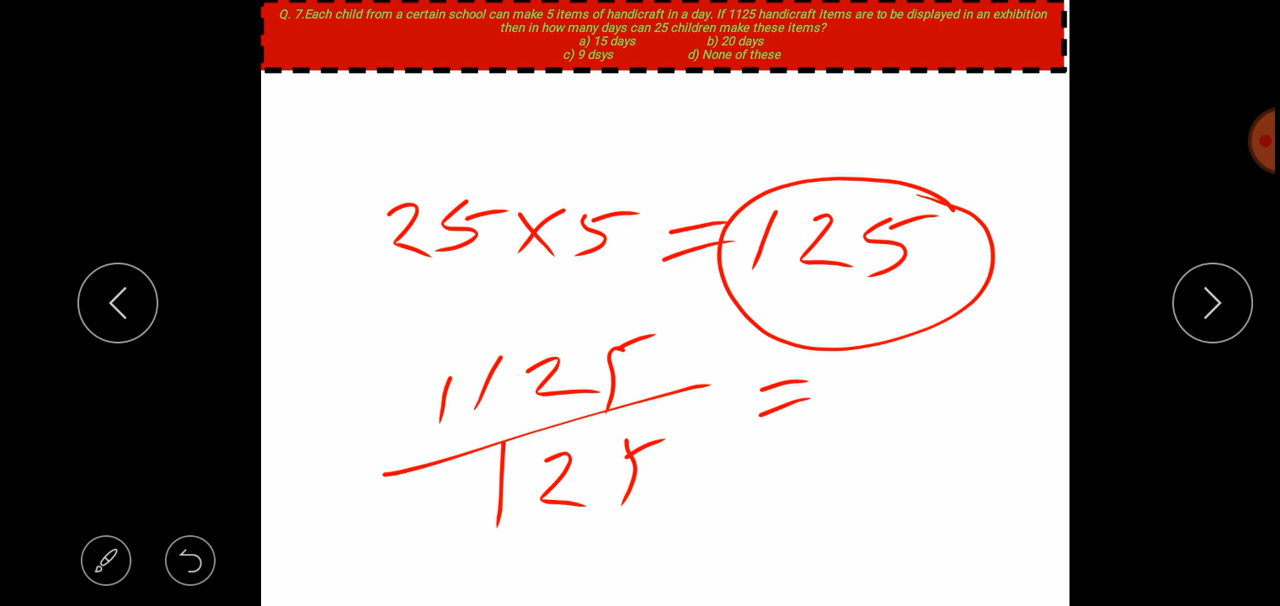 Q. 7.Each child from a certain school can make 5 items of handicraft in a day. If 1125 handicraft items are to be displayed in an exhibition
then in how many days can 25 children make these items?
a) 15 days b) 20 days
c) 9 dsys d) None of these
25 × 5 = 125
1125 =
125